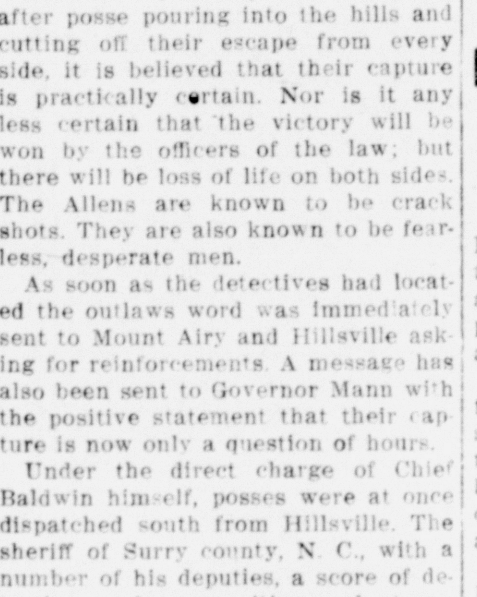 after posse pouring into the hills and
cutting off their escape from every
side, it is believed that their capture
is practically certain. Nor is it any
less certain that the victory will be
won by the officers of the law; but
there will be loss of life on both sides.
The Allens are known to be crack
shots. They are also known to be fear-
less, desperate men.
As soon as the detectives had locat-
ed the outlaws word was immediately
sent to Mount Airy and Hillsville ask-
ing for reinforcements. A message has
also been sent to Governor Mann with
the positive statement that their cap-
ture is now only a question of hours.
Under the direct charge of Chief
Baldwin himself, posses were at once
dispatched south from Hillsville. The
sheriff of Surry county, N. C., with a
number of his deputies, a score of de-